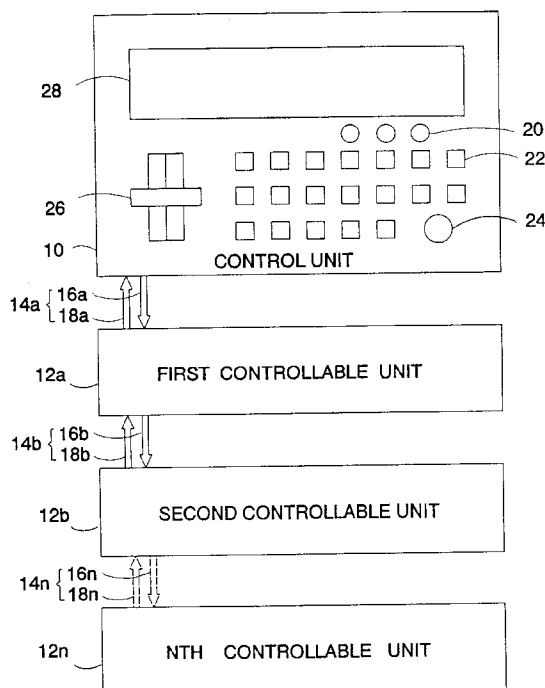 28
20
22
26
24
10
CONTROL UNIT
14a { 16a
18a
12a
FIRST CONTROLLABLE UNIT
14b { 16b
18b
12b
SECOND CONTROLLABLE UNIT
14n { 16n
18n
12n
NTH CONTROLLABLE UNIT